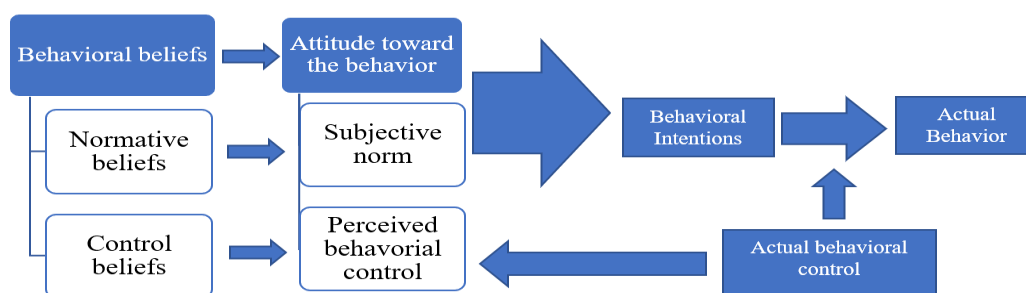 Behavioral beliefs
Attitude toward
the behavior
Normative
beliefs
Subjective
norm
Behavioral
Intentions
Actual
Behavior
Control
beliefs
Perceived
behavorial
control
Actual behavioral
control